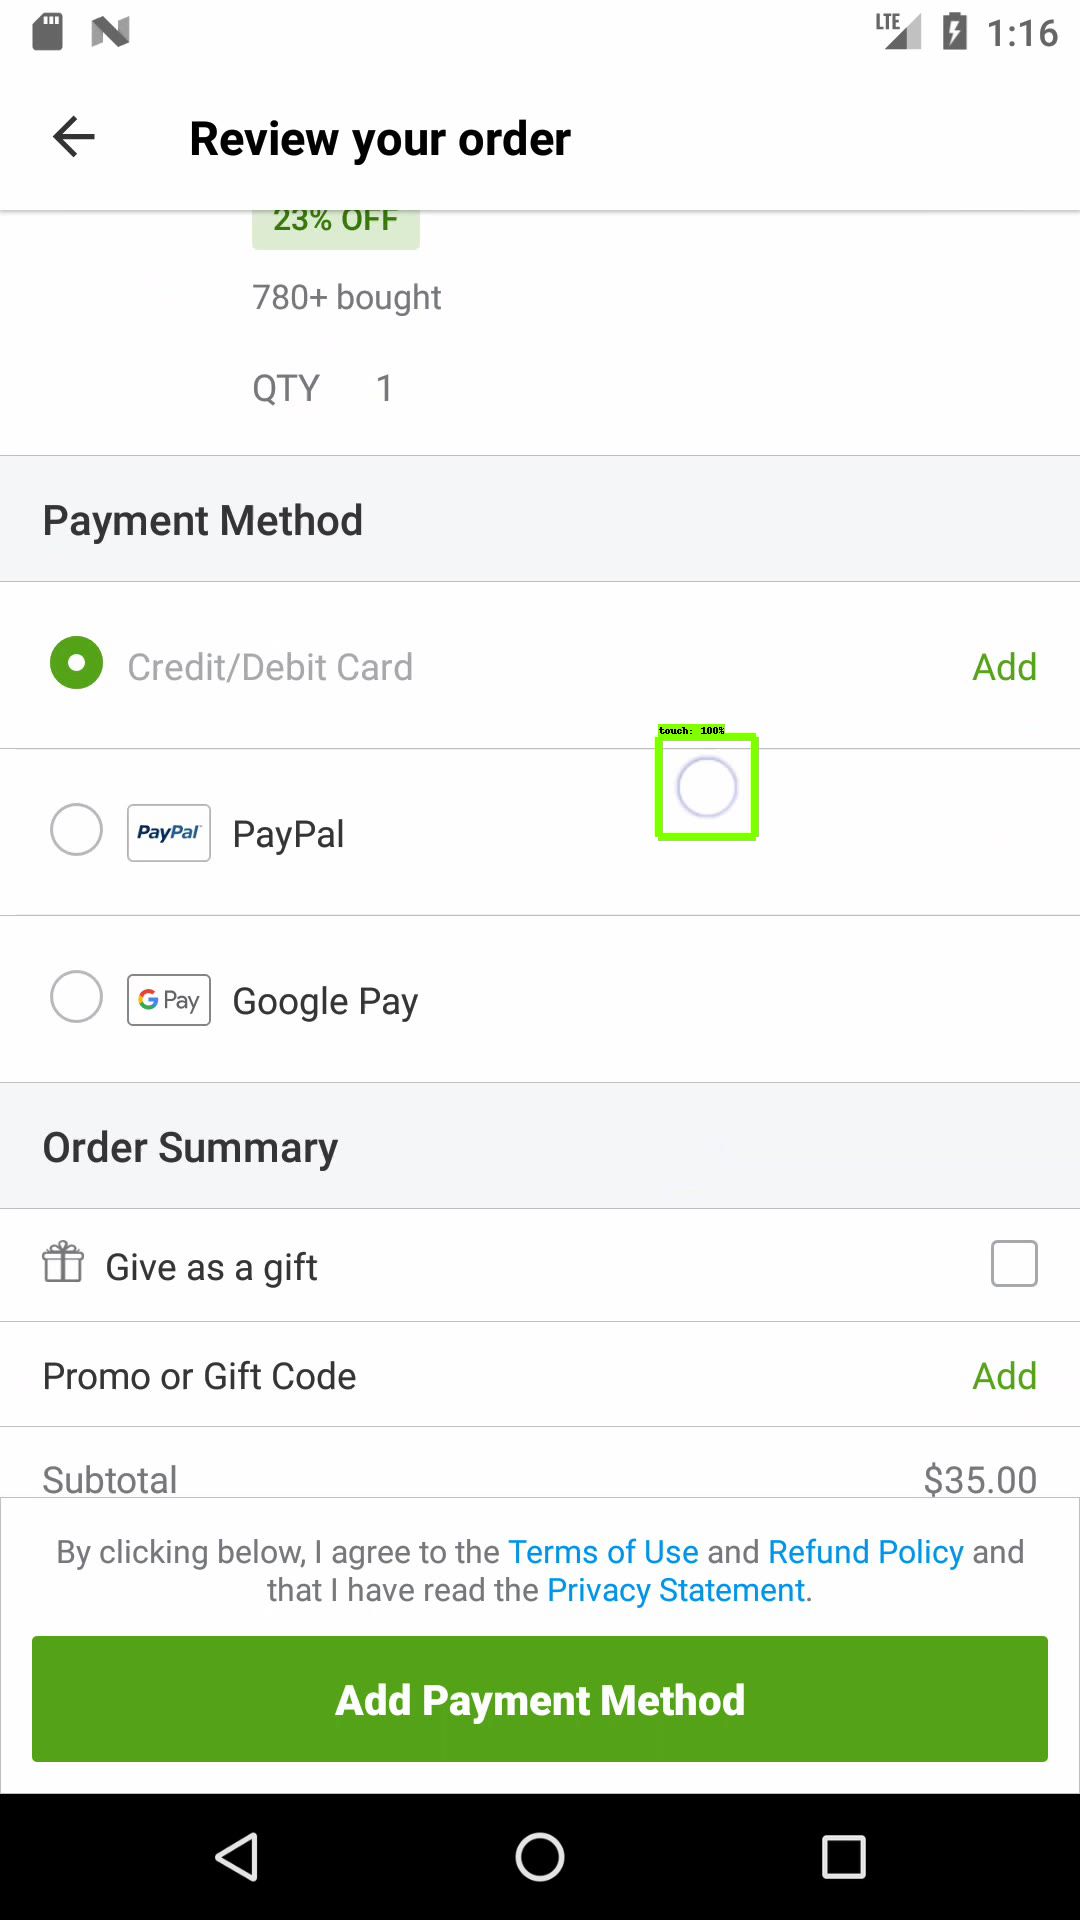 LTE 1:16
Review your order
23% OFF
780+ bought
QTY 1
Payment Method
Credit/Debit Card Add
touch: 100%
PayPal PayPal
G Pay Google Pay
Order Summary
Give as a gift
Promo or Gift Code Add
Subtotal $35.00
By clicking below, I agree to the Terms of Use and Refund Policy and
that I have read the Privacy Statement.
Add Payment Method